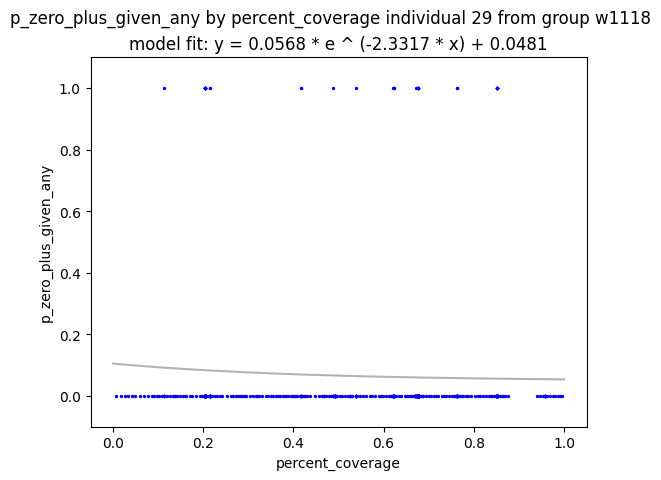 p_zero_plus_given_any by percent_coverage individual 29 from group w1118
model fit: y = 0.0568 * e ^ (-2.3317 * x) + 0.0481
1.0
0.8
0.6
0.4
0.2
0.0
p_zero_plus_given_any
0.0 0.2 0.4 0.6 0.8 1.0
percent_coverage